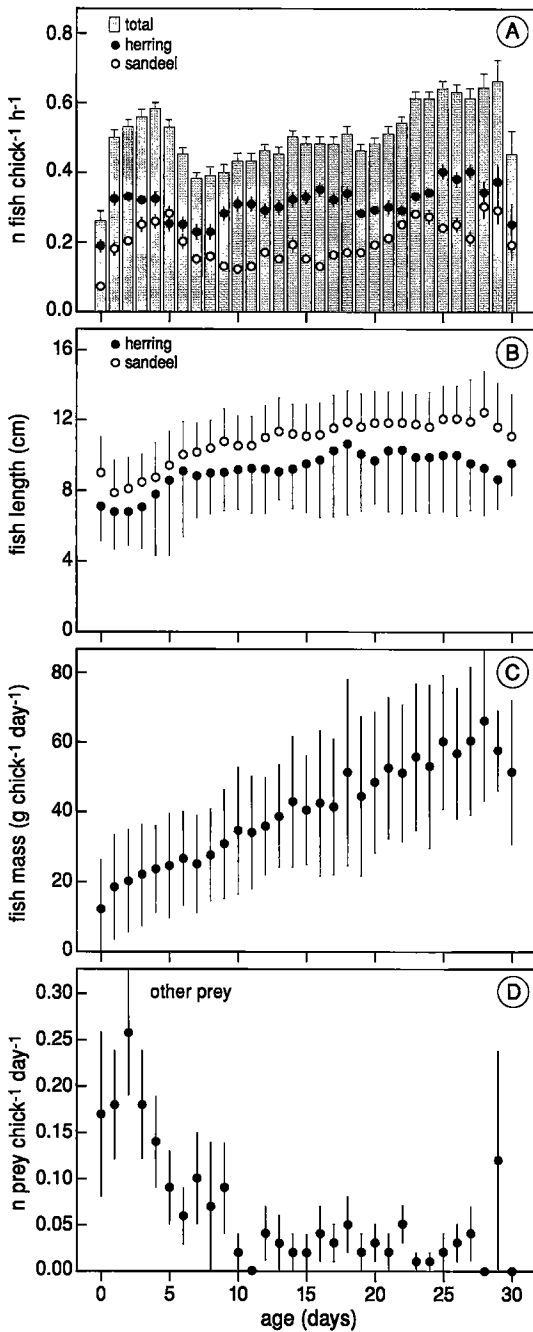 A
total
herring
sandeel
n fish chick-1 h-1
0.8
0.6
0.4
0.2
0.0
B
herring
sandeel
fish length (cm)
16
12
8
4
0
C
fish mass (g chick-1 day-1)
80
60
40
20
0
D
other prey
n prey chick-1 day-1
0.30
0.25
0.20
0.15
0.10
0.05
0.00
0 5 10 15 20 25 30
age (days)